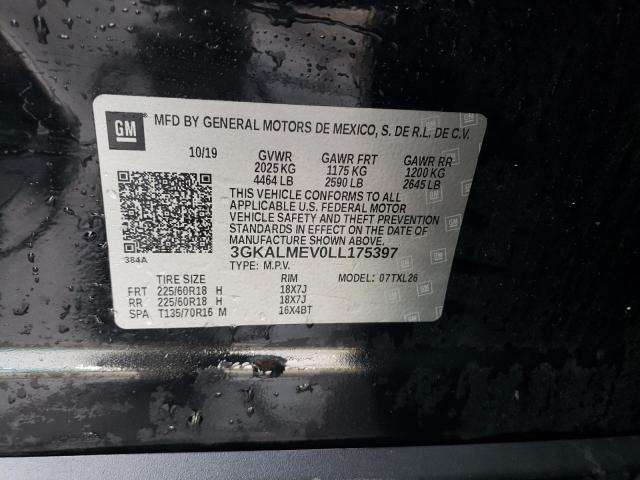 GM
MFD BY GENERAL MOTORS DE MEXICO, S. DE R.L. DE C.V.
10/19 GVWR GAWR FRT GAWR RR
2025 KG 1175 KG 1200 KG
4464 LB 2590 LB 2645 LB
THIS VEHICLE CONFORMS TO ALL
APPLICABLE U.S. FEDERAL MOTOR
VEHICLE SAFETY AND THEFT PREVENTION
STANDARDS IN EFFECT ON THE DATE OF
MANUFACTURE SHOWN ABOVE.
384A
3GKALMEV0LL175397
TYPE: M.P.V. MODEL: 07TXL26
TIRE SIZE RIM
FRT 225/60R18 H 18X7J
RR 225/60R18 H 18X7J
SPA T135/70R16 M 16X4BT